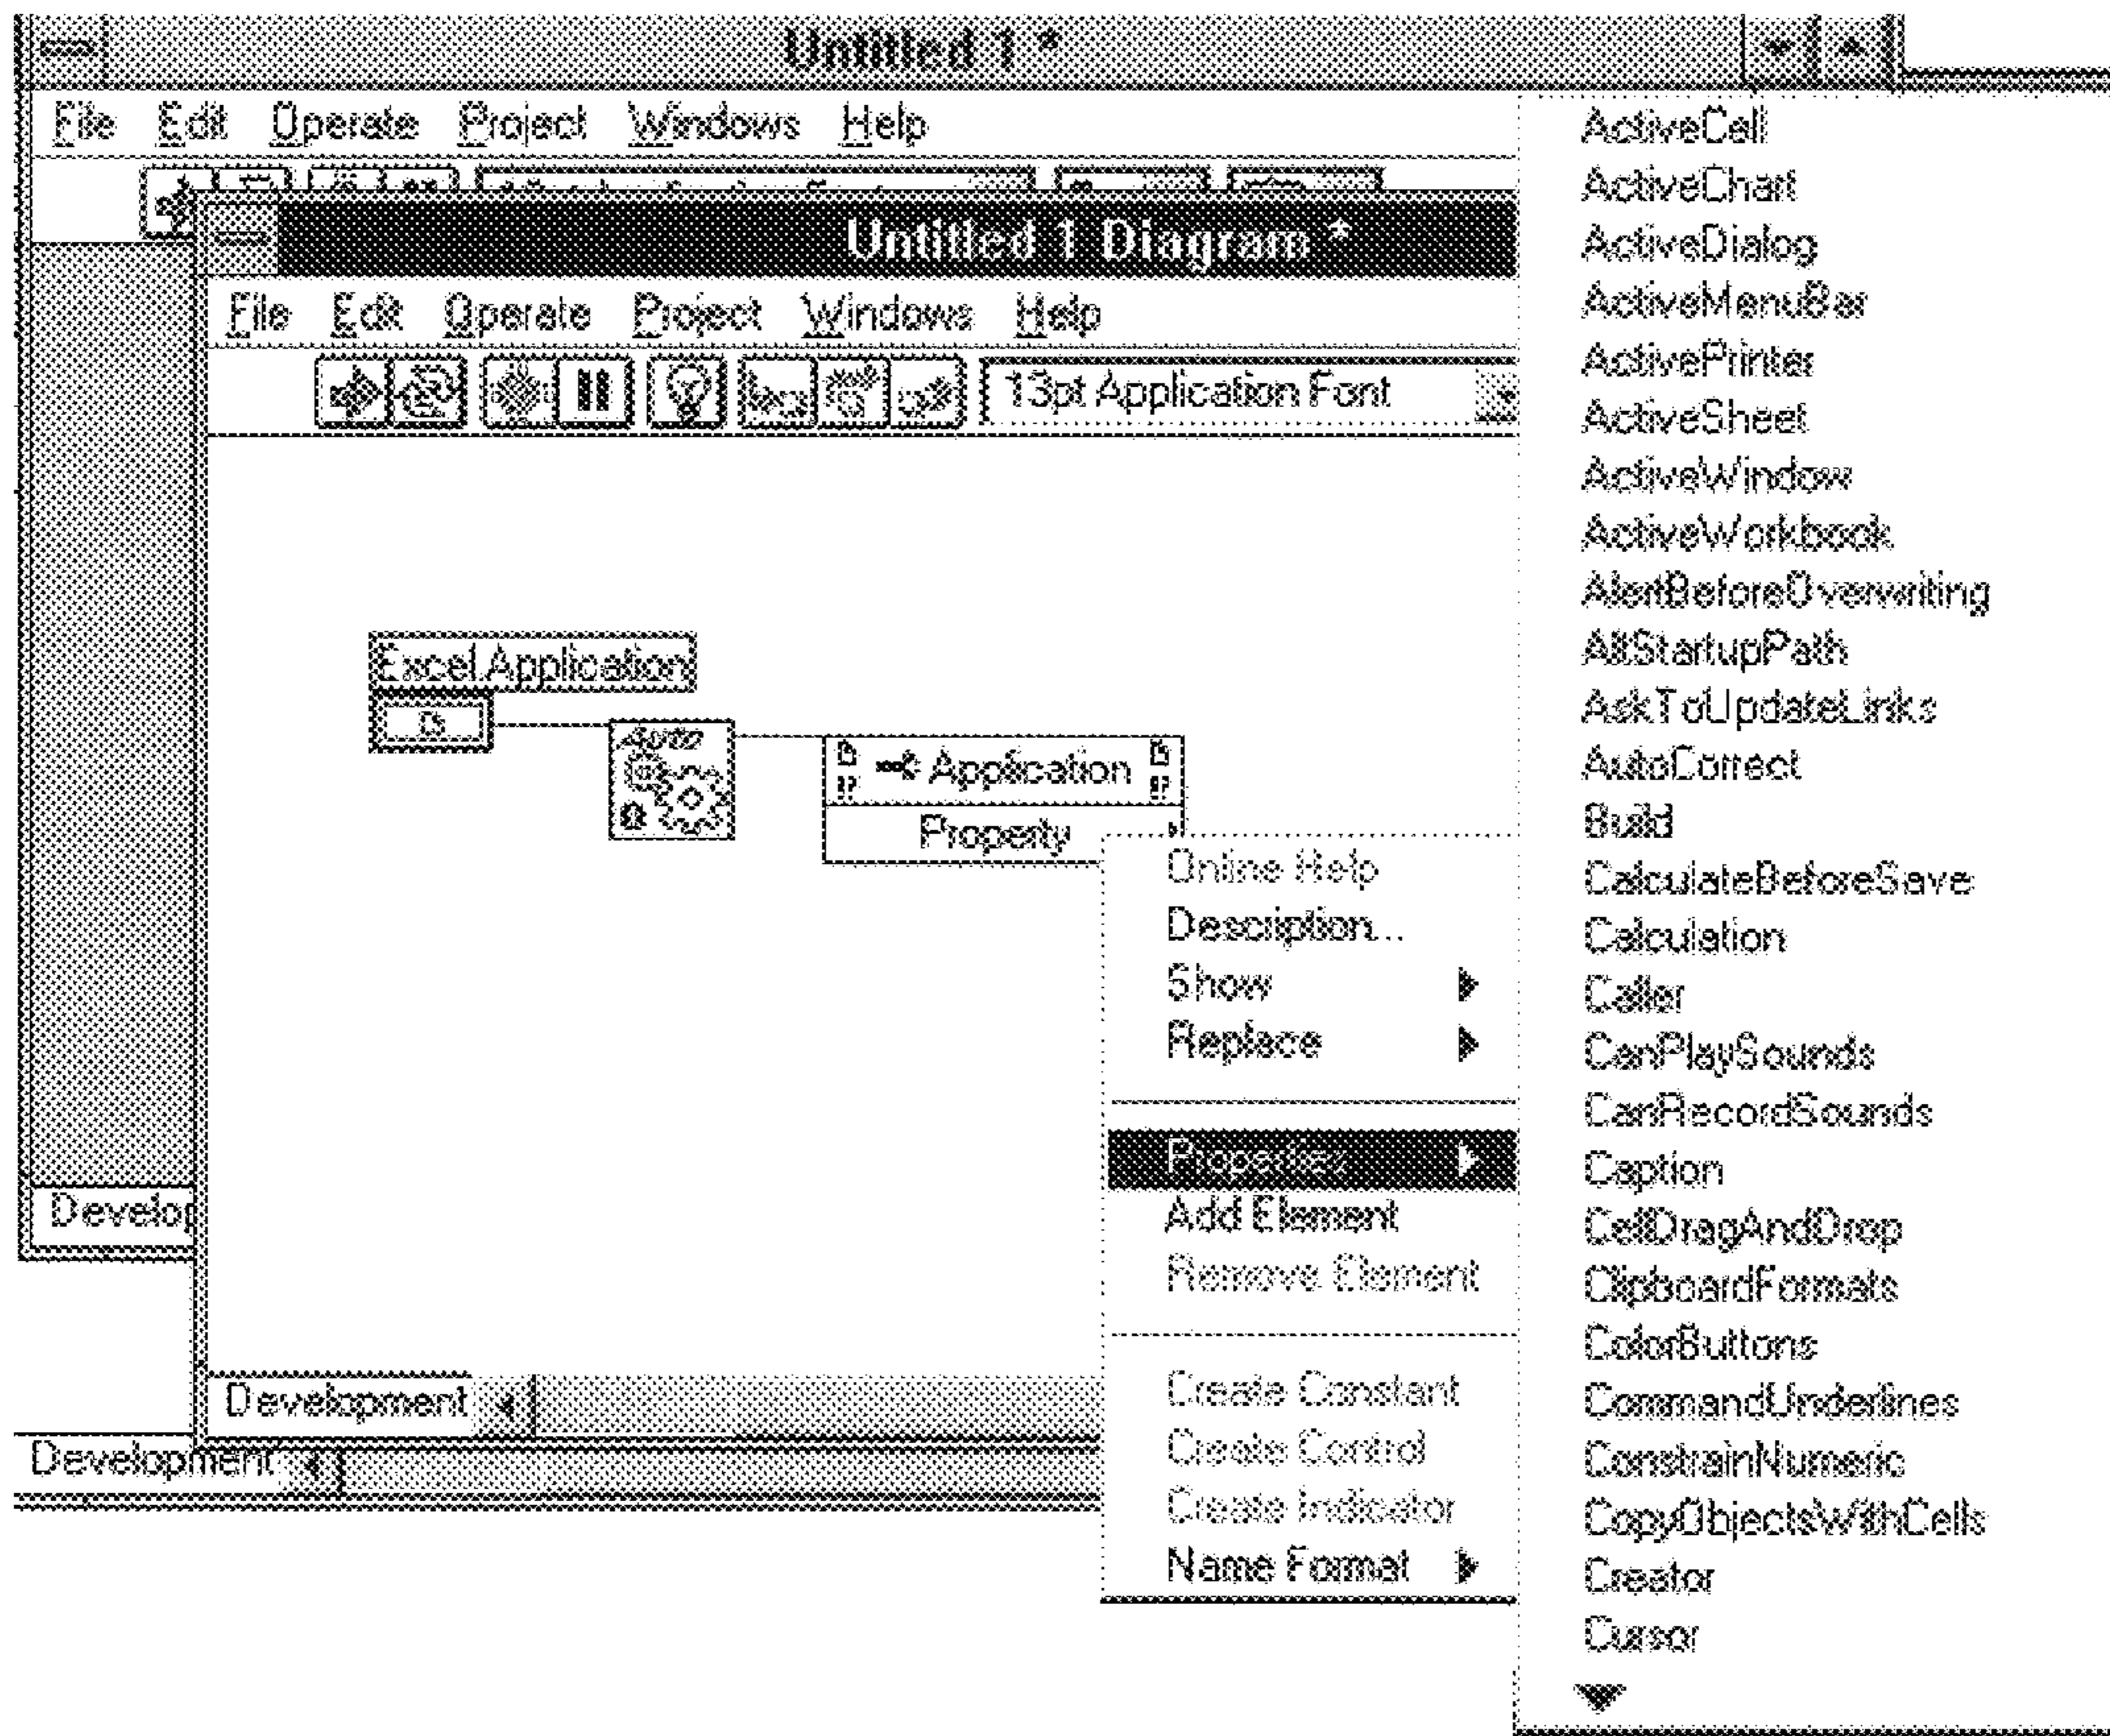 Untitled 1 *
File Edit Operate Project Windows Help
Untitled 1 Diagram *
File Edit Operate Project Windows Help
13pt Application Font
Excel.Application
Auto
Application
Property
Online Help
Description...
Show
Replace
Properties
Add Element
Remove Element
Create Constant
Create Control
Create Indicator
Name Format
ActiveCell
ActiveChart
ActiveDialog
ActiveMenuBar
ActivePrinter
ActiveSheet
ActiveWindow
ActiveWorkbook
AlertBeforeOverwriting
AltStartupPath
AskToUpdateLinks
AutoCorrect
Build
CalculateBeforeSave
Calculation
Caller
CanPlaySounds
CanRecordSounds
Caption
CellDragAndDrop
ClipboardFormats
ColorButtons
CommandUnderlines
ConstrainNumeric
CopyObjectsWithCells
Creator
Cursor
Develop
Development
Development